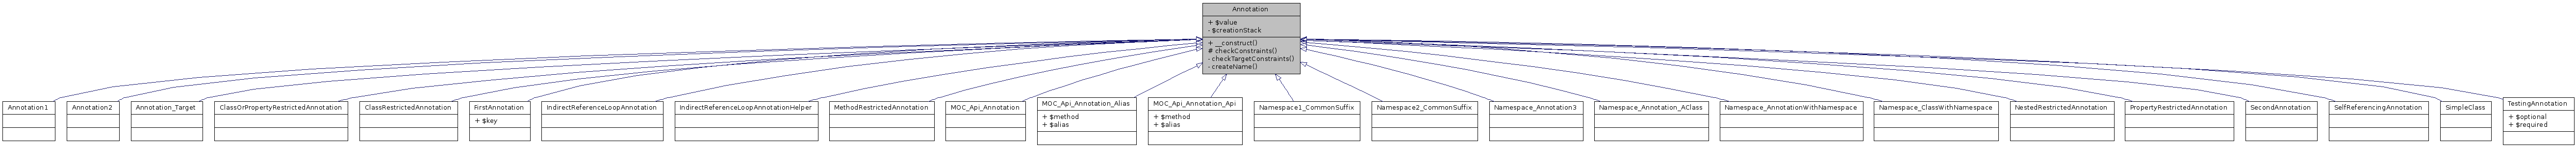 Annotation
+ $value
- $creationStack
+ __construct()
# checkConstraints()
- checkTargetConstraints()
- createName()
Annotation1
Annotation2
Annotation_Target
ClassOrPropertyRestrictedAnnotation
ClassRestrictedAnnotation
FirstAnnotation
+ $key
IndirectReferenceLoopAnnotation
IndirectReferenceLoopAnnotationHelper
MethodRestrictedAnnotation
MOC_Api_Annotation
MOC_Api_Annotation_Alias
+ $method
+ $alias
MOC_Api_Annotation_Api
+ $method
+ $alias
Namespace1_CommonSuffix
Namespace2_CommonSuffix
Namespace_Annotation3
Namespace_Annotation_AClass
Namespace_AnnotationWithNamespace
Namespace_ClassWithNamespace
NestedRestrictedAnnotation
PropertyRestrictedAnnotation
SecondAnnotation
SelfReferencingAnnotation
SimpleClass
TestingAnnotation
+ $optional
+ $required